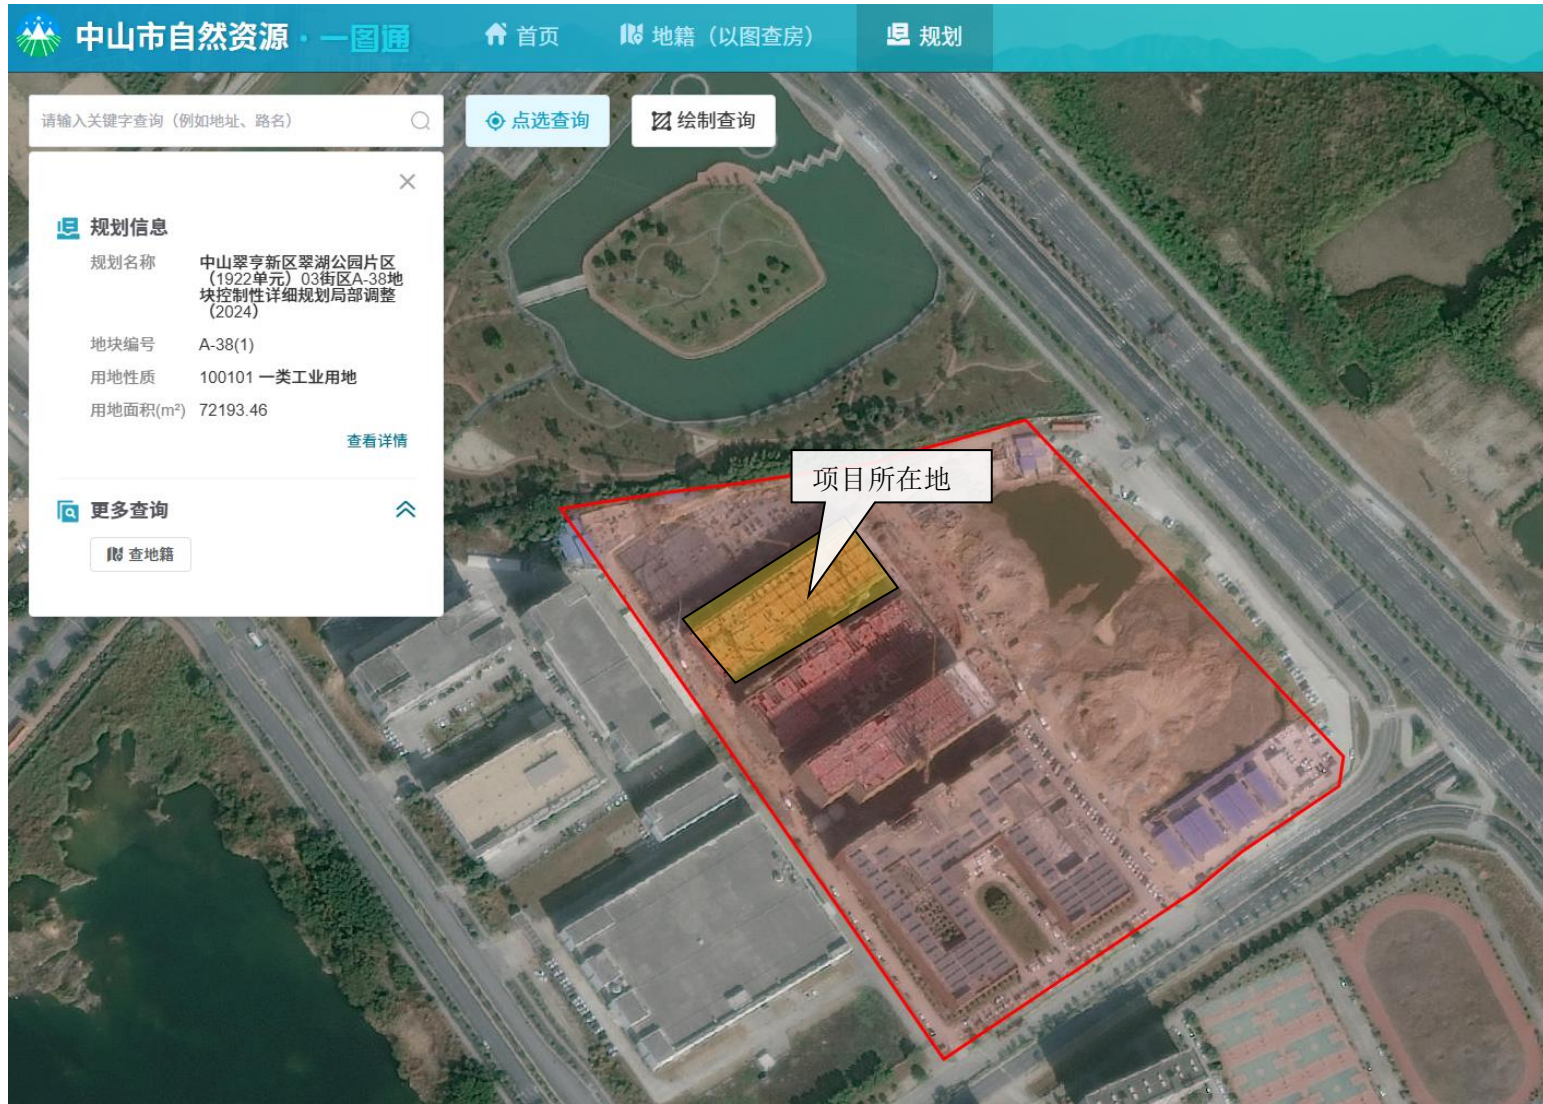 中山市自然资源·一图通
首页
地籍（以图查房）
规划
请输入关键字查询（例如地址、路名）
点选查询
绘制查询
规划信息
规划名称
中山翠亨新区翠湖公园片区
（1922单元）03街区A-38地
块控制性详细规划局部调整
（2024）
地块编号
A-38(1)
用地性质
100101 一类工业用地
用地面积(m²)
72193.46
查看详情
更多查询
查地籍
项目所在地